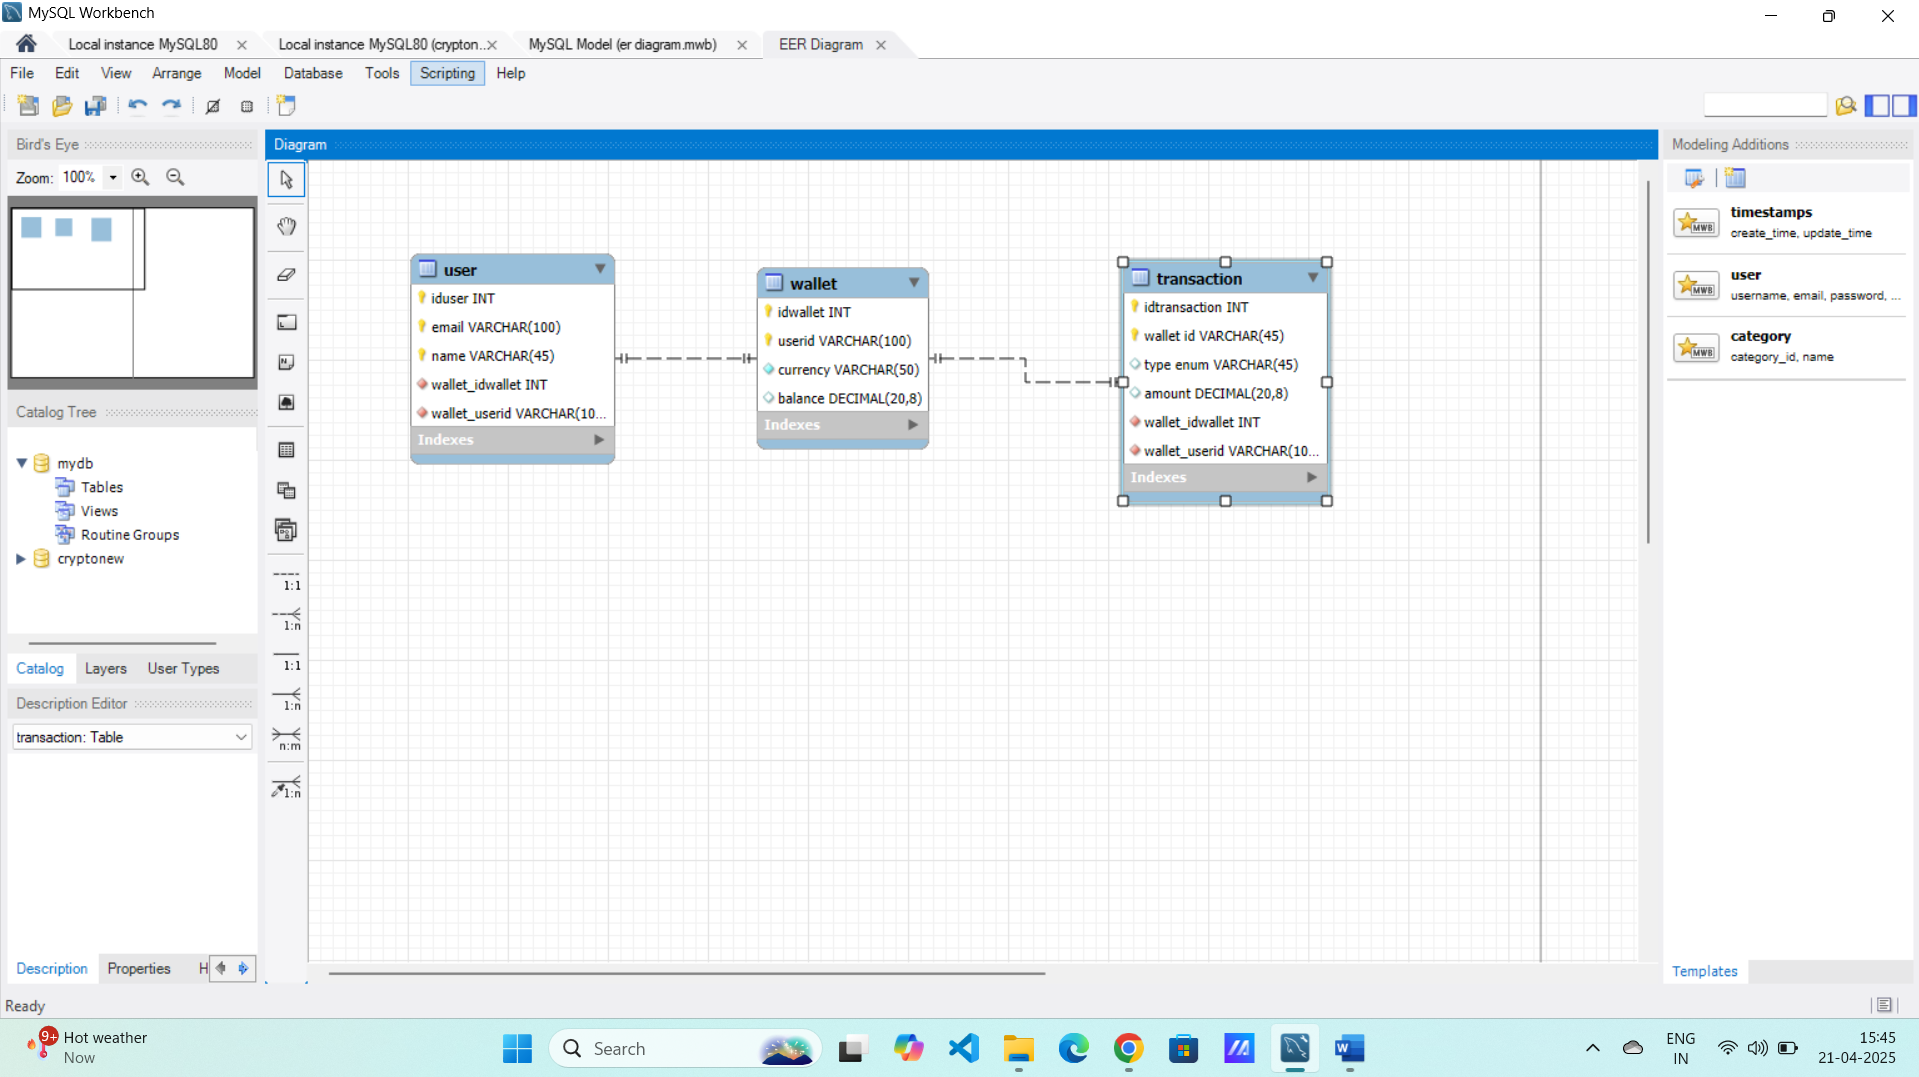 MySQL Workbench
Local instance MySQL80
Local instance MySQL80 (crypton..
MySQL Model (er diagram.mwb)
EER Diagram
File Edit View Arrange Model Database Tools Scripting Help
Bird's Eye
Zoom: 100%
Catalog Tree
mydb
Tables
Views
Routine Groups
cryptonew
Catalog Layers User Types
Description Editor
transaction: Table
Description Properties H
Ready
Diagram
1:1
1:n
1:1
1:n
n:m
1:n
user
iduser INT
email VARCHAR(100)
name VARCHAR(45)
wallet_idwallet INT
wallet_userid VARCHAR(10...
Indexes
wallet
idwallet INT
userid VARCHAR(100)
currency VARCHAR(50)
balance DECIMAL(20,8)
Indexes
transaction
idtransaction INT
wallet id VARCHAR(45)
type enum VARCHAR(45)
amount DECIMAL(20,8)
wallet_idwallet INT
wallet_userid VARCHAR(10...
Indexes
Modeling Additions
MWB
timestamps
create_time, update_time
MWB
user
username, email, password, ...
MWB
category
category_id, name
Templates
9+
Hot weather
Now
Search
W
ENG
IN
15:45
21-04-2025